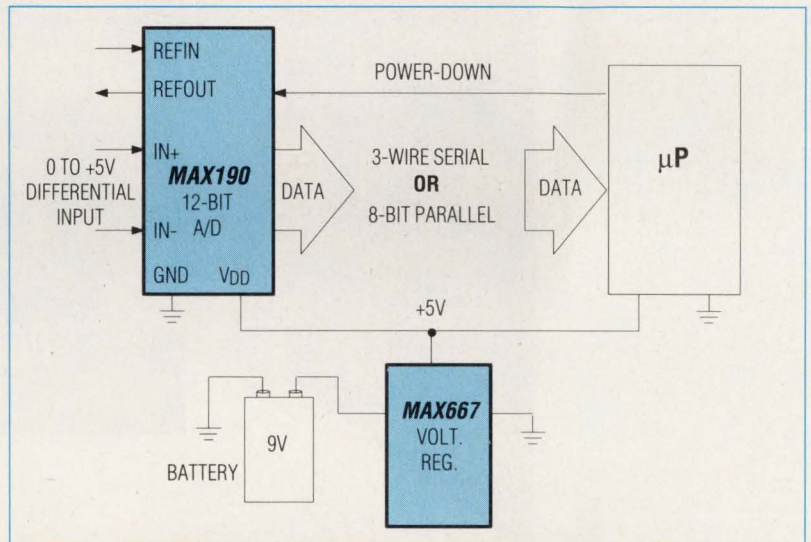 REFIN
REFOUT
POWER-DOWN
0 TO +5V
DIFFERENTIAL
INPUT
IN+
MAX190
12-BIT
A/D
IN-
GND
VDD
DATA
3-WIRE SERIAL
OR
8-BIT PARALLEL
DATA
µP
+5V
BATTERY
9V
MAX667
VOLT.
REG.